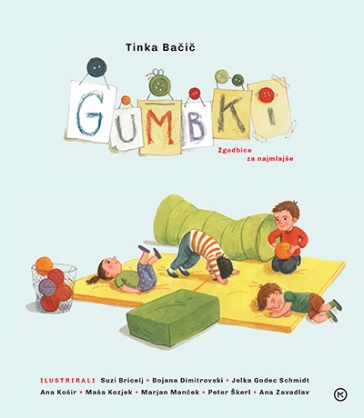 Tinka Bačič
GUMBKi
Zgodbice
za najmlajše
ILUSTRIRALI Suzi Bricelj • Bojana Dimitrovski • Jelka Godec Schmidt
Ana Košir • Maša Kozjek • Marjan Manček • Peter Škerl • Ana Zavadlav
K